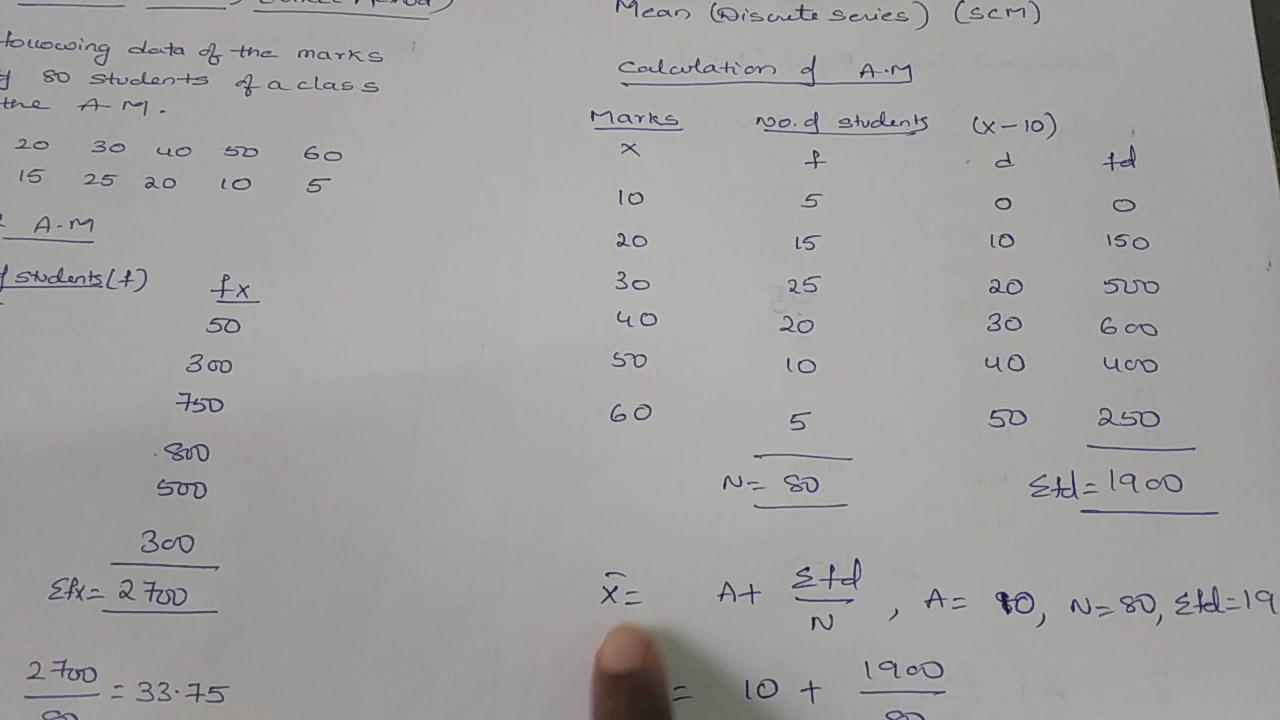 following data of the marks
80 students of a class
the A-M.
20 30 40 50 60
15 25 20 10 5
A-M
students(f) fx
50
300
750
800
500
300
Σfx= 2700
2700
80 = 33.75
Mean (Discrete series) (SCM)
Calculation of A.M
Marks No.of students (x-10)
x f d fd
10 5 0 0
20 15 10 150
30 25 20 500
40 20 30 600
50 10 40 400
60 5 50 250
N= 80 Σfd=1900
x̄= A+ Σfd
N , A= 10, N=80, Σfd=19
= 10 + 1900
80